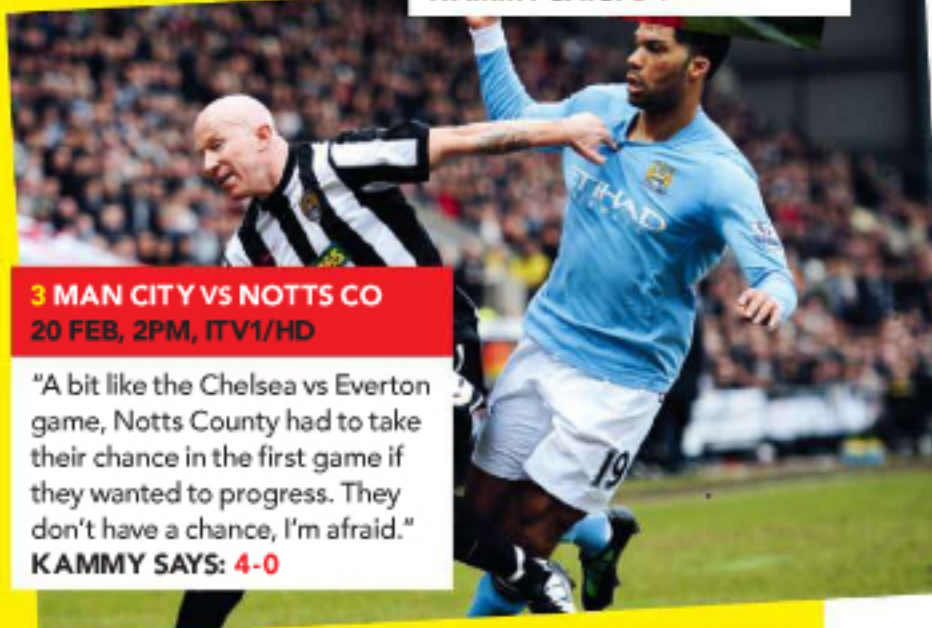 3 MAN CITY VS NOTTS CO
20 FEB, 2PM, ITV1/HD
"A bit like the Chelsea vs Everton
game, Notts County had to take
their chance in the first game if
they wanted to progress. They
don't have a chance, I'm afraid."
KAMMY SAYS: 4-0
ETIHAD
19